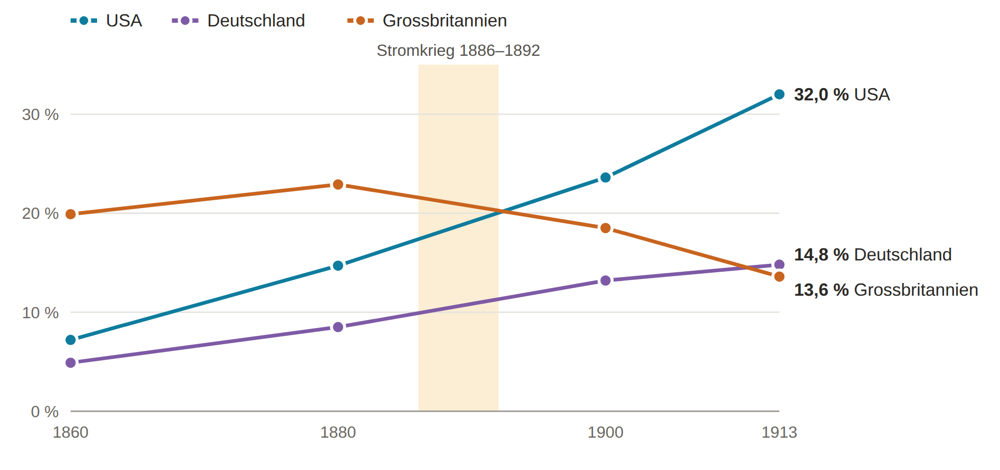 USA Deutschland Grossbritannien
Stromkrieg 1886–1892
32,0 % USA
30 %
20 %
14,8 % Deutschland
13,6 % Grossbritannien
10 %
0 %
1860 1880 1900 1913